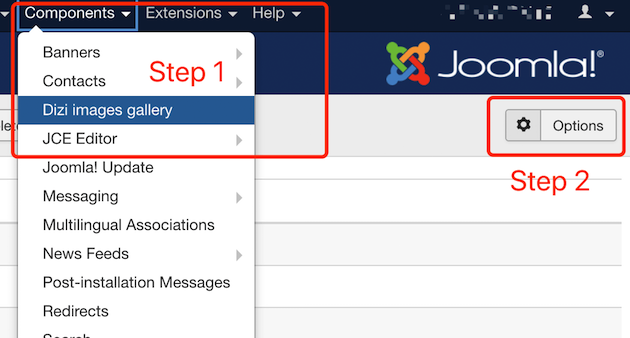 Components Extensions Help
Banners
Step 1
Joomla!®
Contacts
Dizi images gallery
Options
JCE Editor
Joomla! Update
Step 2
Messaging
Multilingual Associations
News Feeds
Post-installation Messages
Redirects